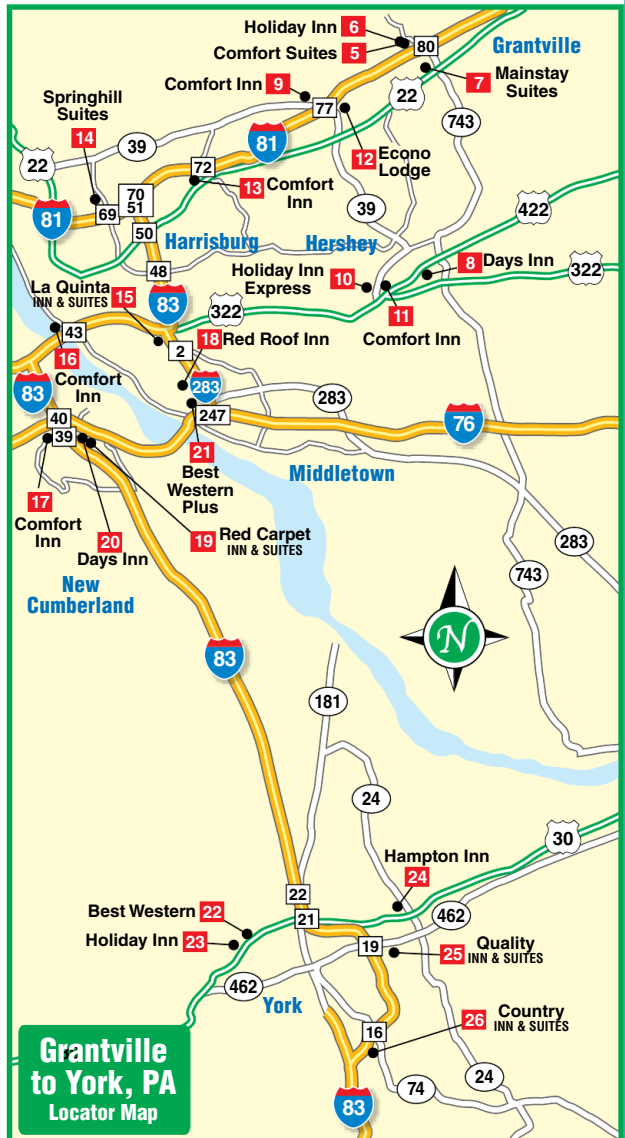 Holiday Inn 6
Comfort Suites 5
80
Grantville
7 Mainstay
Suites
Comfort Inn 9
77
22
743
Springhill
Suites
14
39
81
12 Econo
Lodge
22
72
13 Comfort
Inn
39
70
51
69
81
50
422
Harrisburg
Hershey
48
Holiday Inn
Express
10
8 Days Inn
322
La Quinta
INN & SUITES
15
83
322
11
Comfort Inn
43
18 Red Roof Inn
2
16
Comfort
Inn
83
283
283
40
39
247
76
21
Best
Western
Plus
Middletown
17
Comfort
Inn
20
Days Inn
19 Red Carpet
INN & SUITES
283
743
New
Cumberland
N
83
181
24
30
Hampton Inn
24
22
Best Western 22
21
462
Holiday Inn 23
19
25 Quality
INN & SUITES
462
York
26 Country
INN & SUITES
16
Grantville
to York, PA
Locator Map
74
24
83